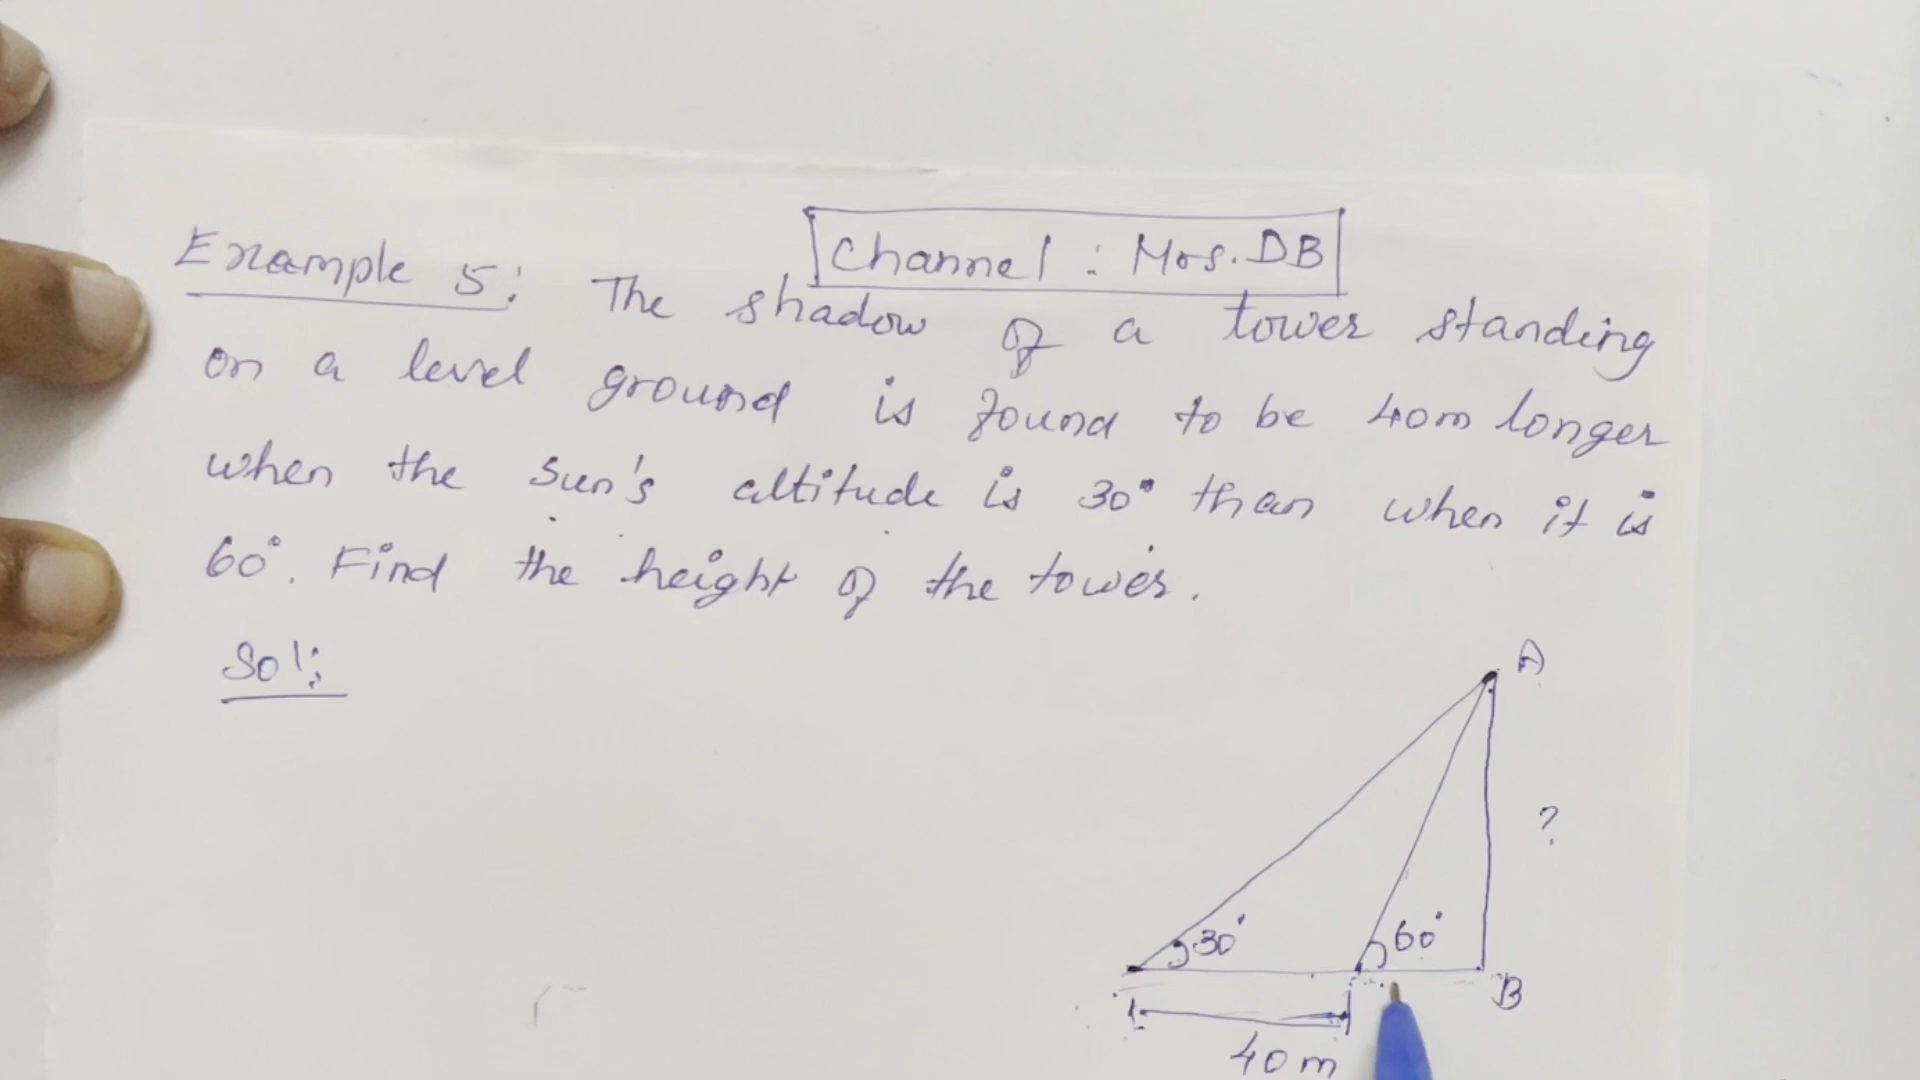 Channel : Mrs. DB
Example 5: The shadow of a tower standing
on a level ground is found to be 40m longer
when the sun's altitude is 30° than when it is
60°. Find the height of the tower.
Sol:
A
?
30° 60°
B
40 m